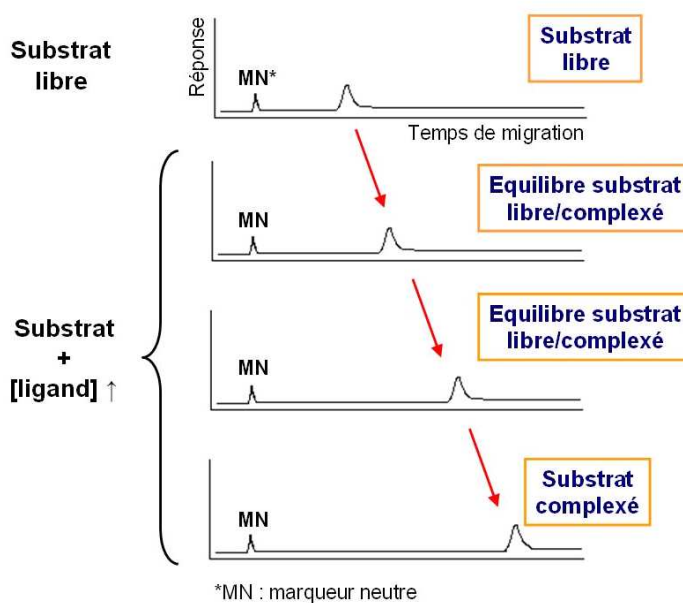 Substrat
libre
Réponse
MN*
Substrat
libre
Temps de migration
MN
Equilibre substrat
libre/complexé
Substrat
+
[ligand] ↑
MN
Equilibre substrat
libre/complexé
MN
Substrat
complexé
*MN : marqueur neutre